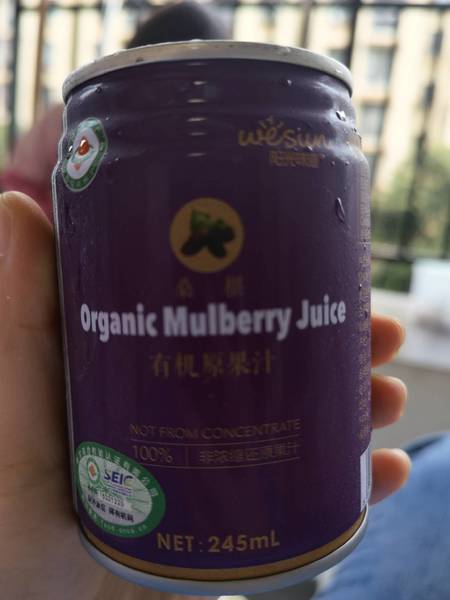 wesun
阳光味道
桑椹
Organic Mulberry Juice
有机原果汁
NOT FROM CONCENTRATE
100% | 非浓缩还原果汁
SEIC
NET: 245mL